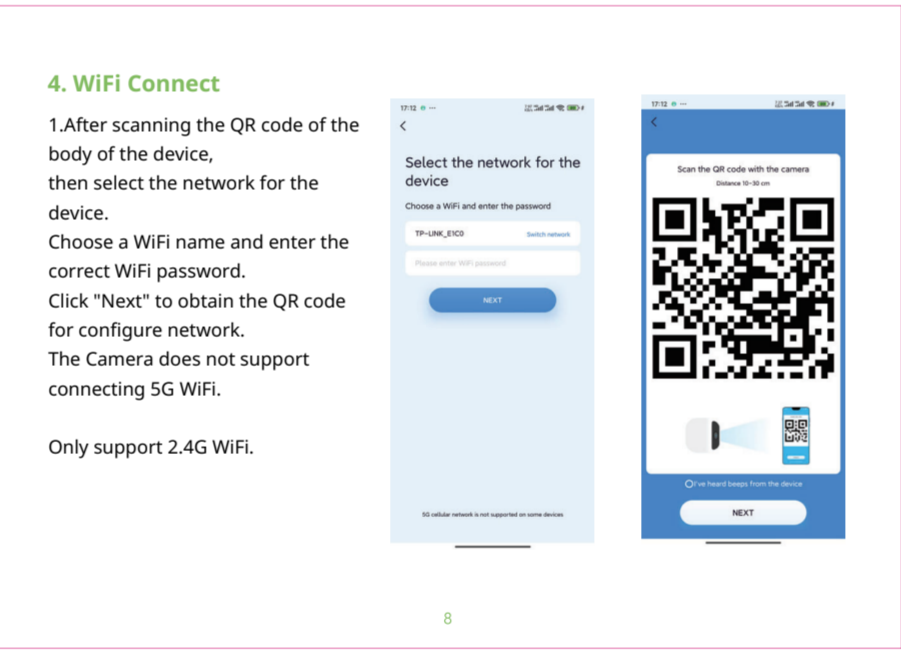 4. WiFi Connect
1.After scanning the QR code of the
body of the device,
then select the network for the
device.
Choose a WiFi name and enter the
correct WiFi password.
Click "Next" to obtain the QR code
for configure network.
The Camera does not support
connecting 5G WiFi.
Only support 2.4G WiFi.
17:12
Select the network for the
device
Choose a WiFi and enter the password
TP-LINK_E1C0 Switch network
Please enter WiFi password
NEXT
5G cellular network is not supported on some devices
17:12
Scan the QR code with the camera
Distance 10-30 cm
I've heard beeps from the device
NEXT
8